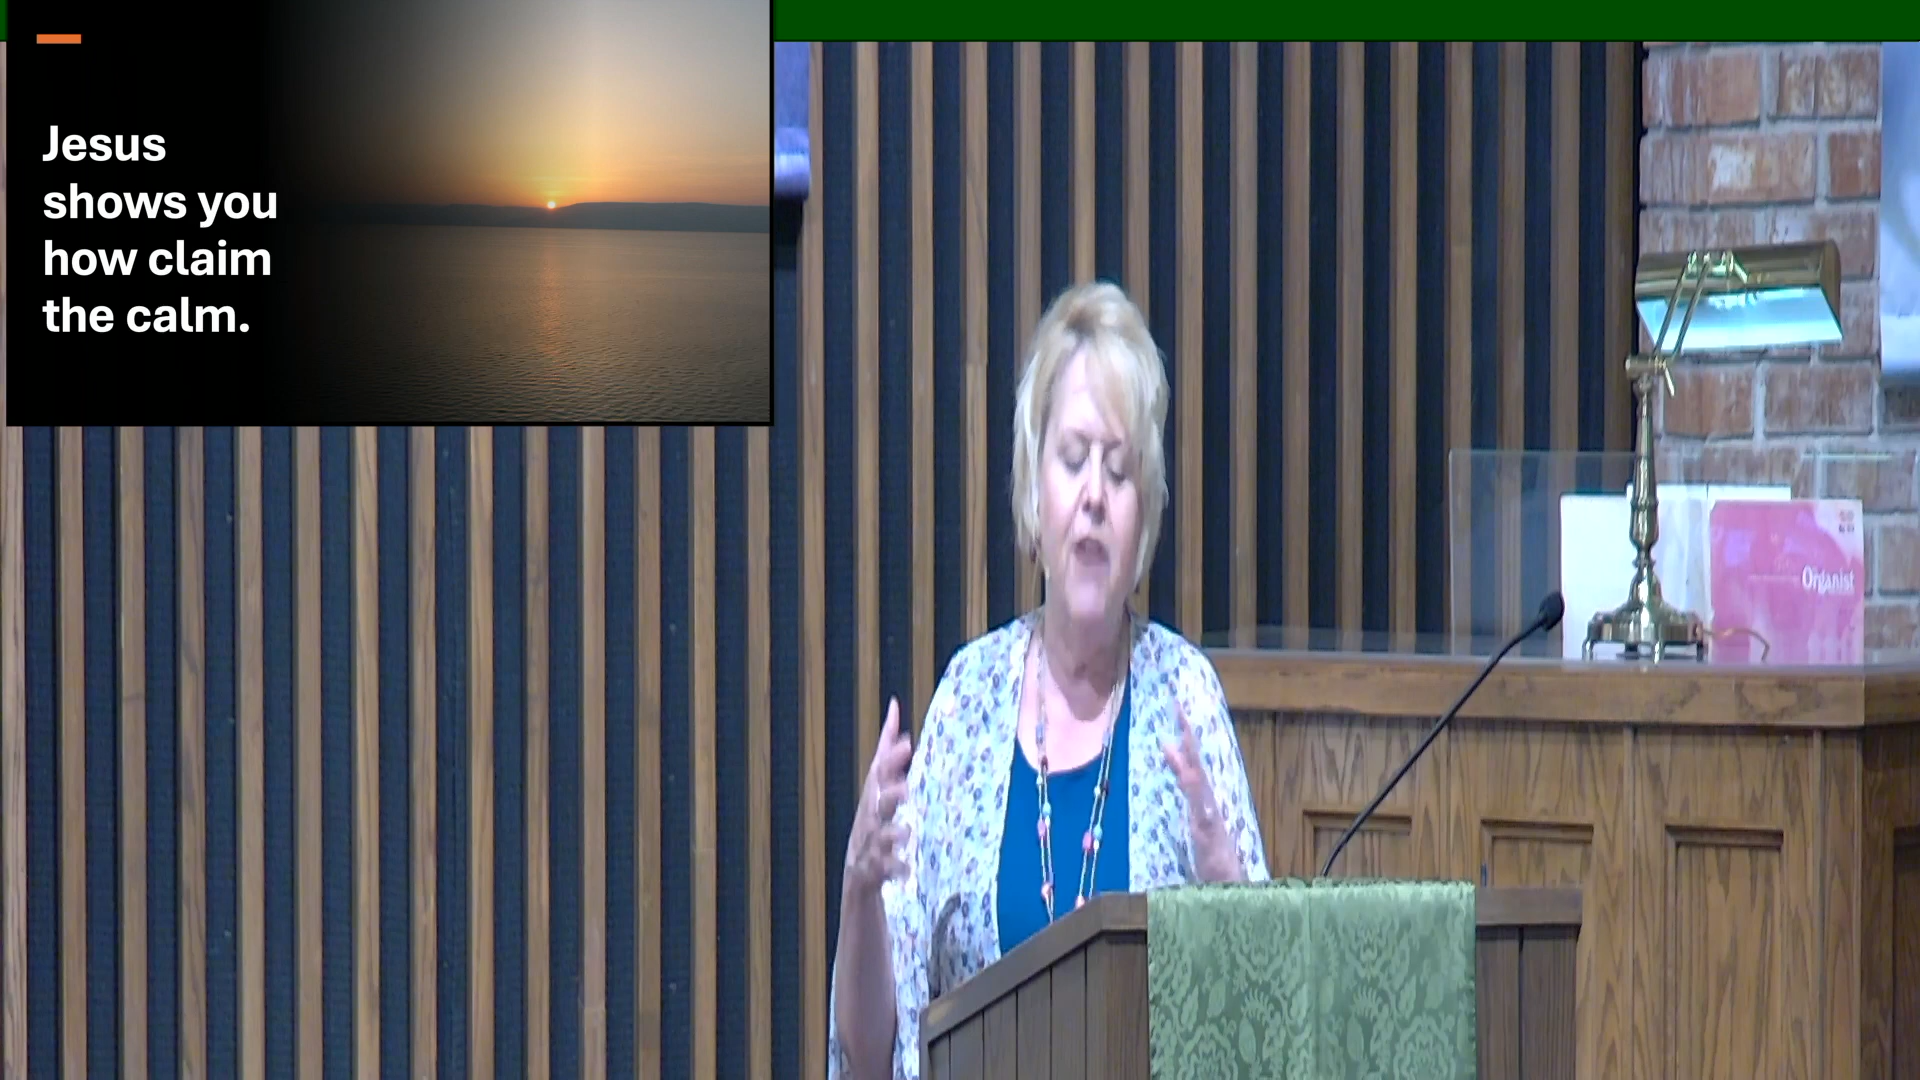 Jesus
shows you
how claim
the calm.
Organist